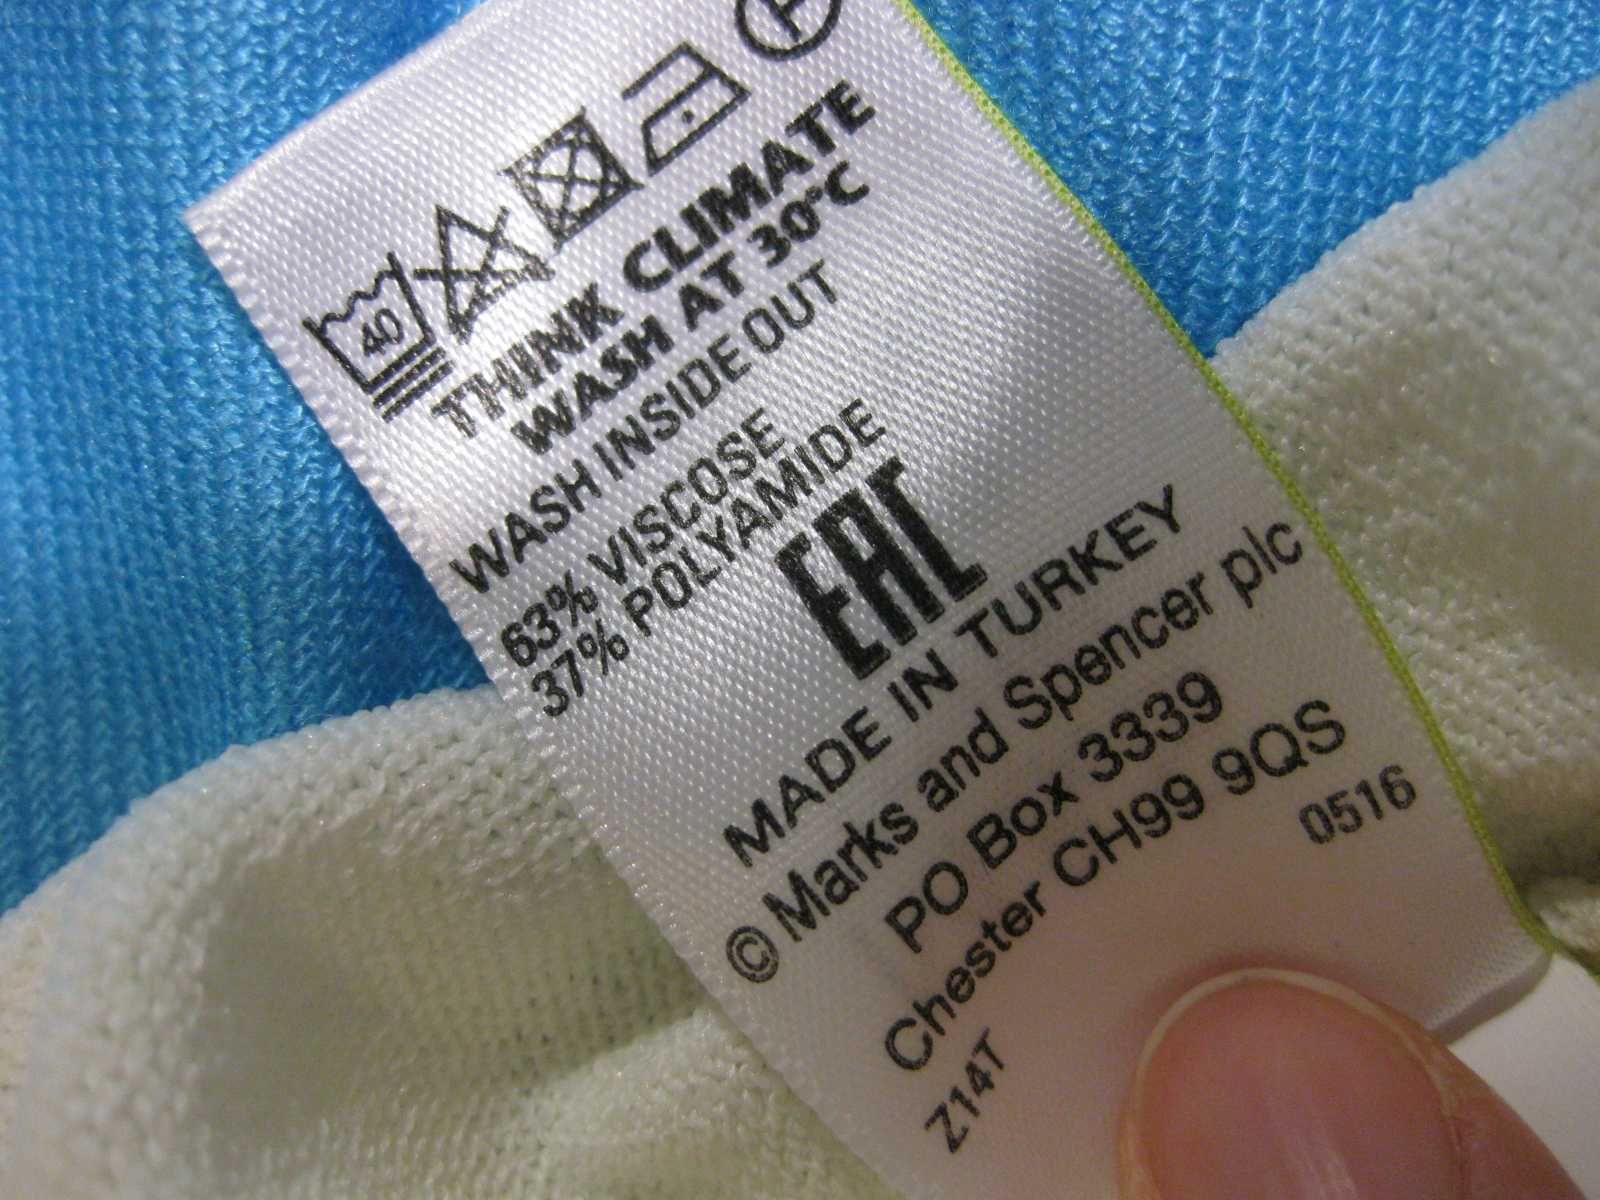 40
THINK CLIMATE
WASH AT 30°C
WASH INSIDE OUT
63% VISCOSE
37% POLYAMIDE
EAC
MADE IN TURKEY
© Marks and Spencer plc
PO Box 3339
Chester CH99 9QS
0516
Z14T